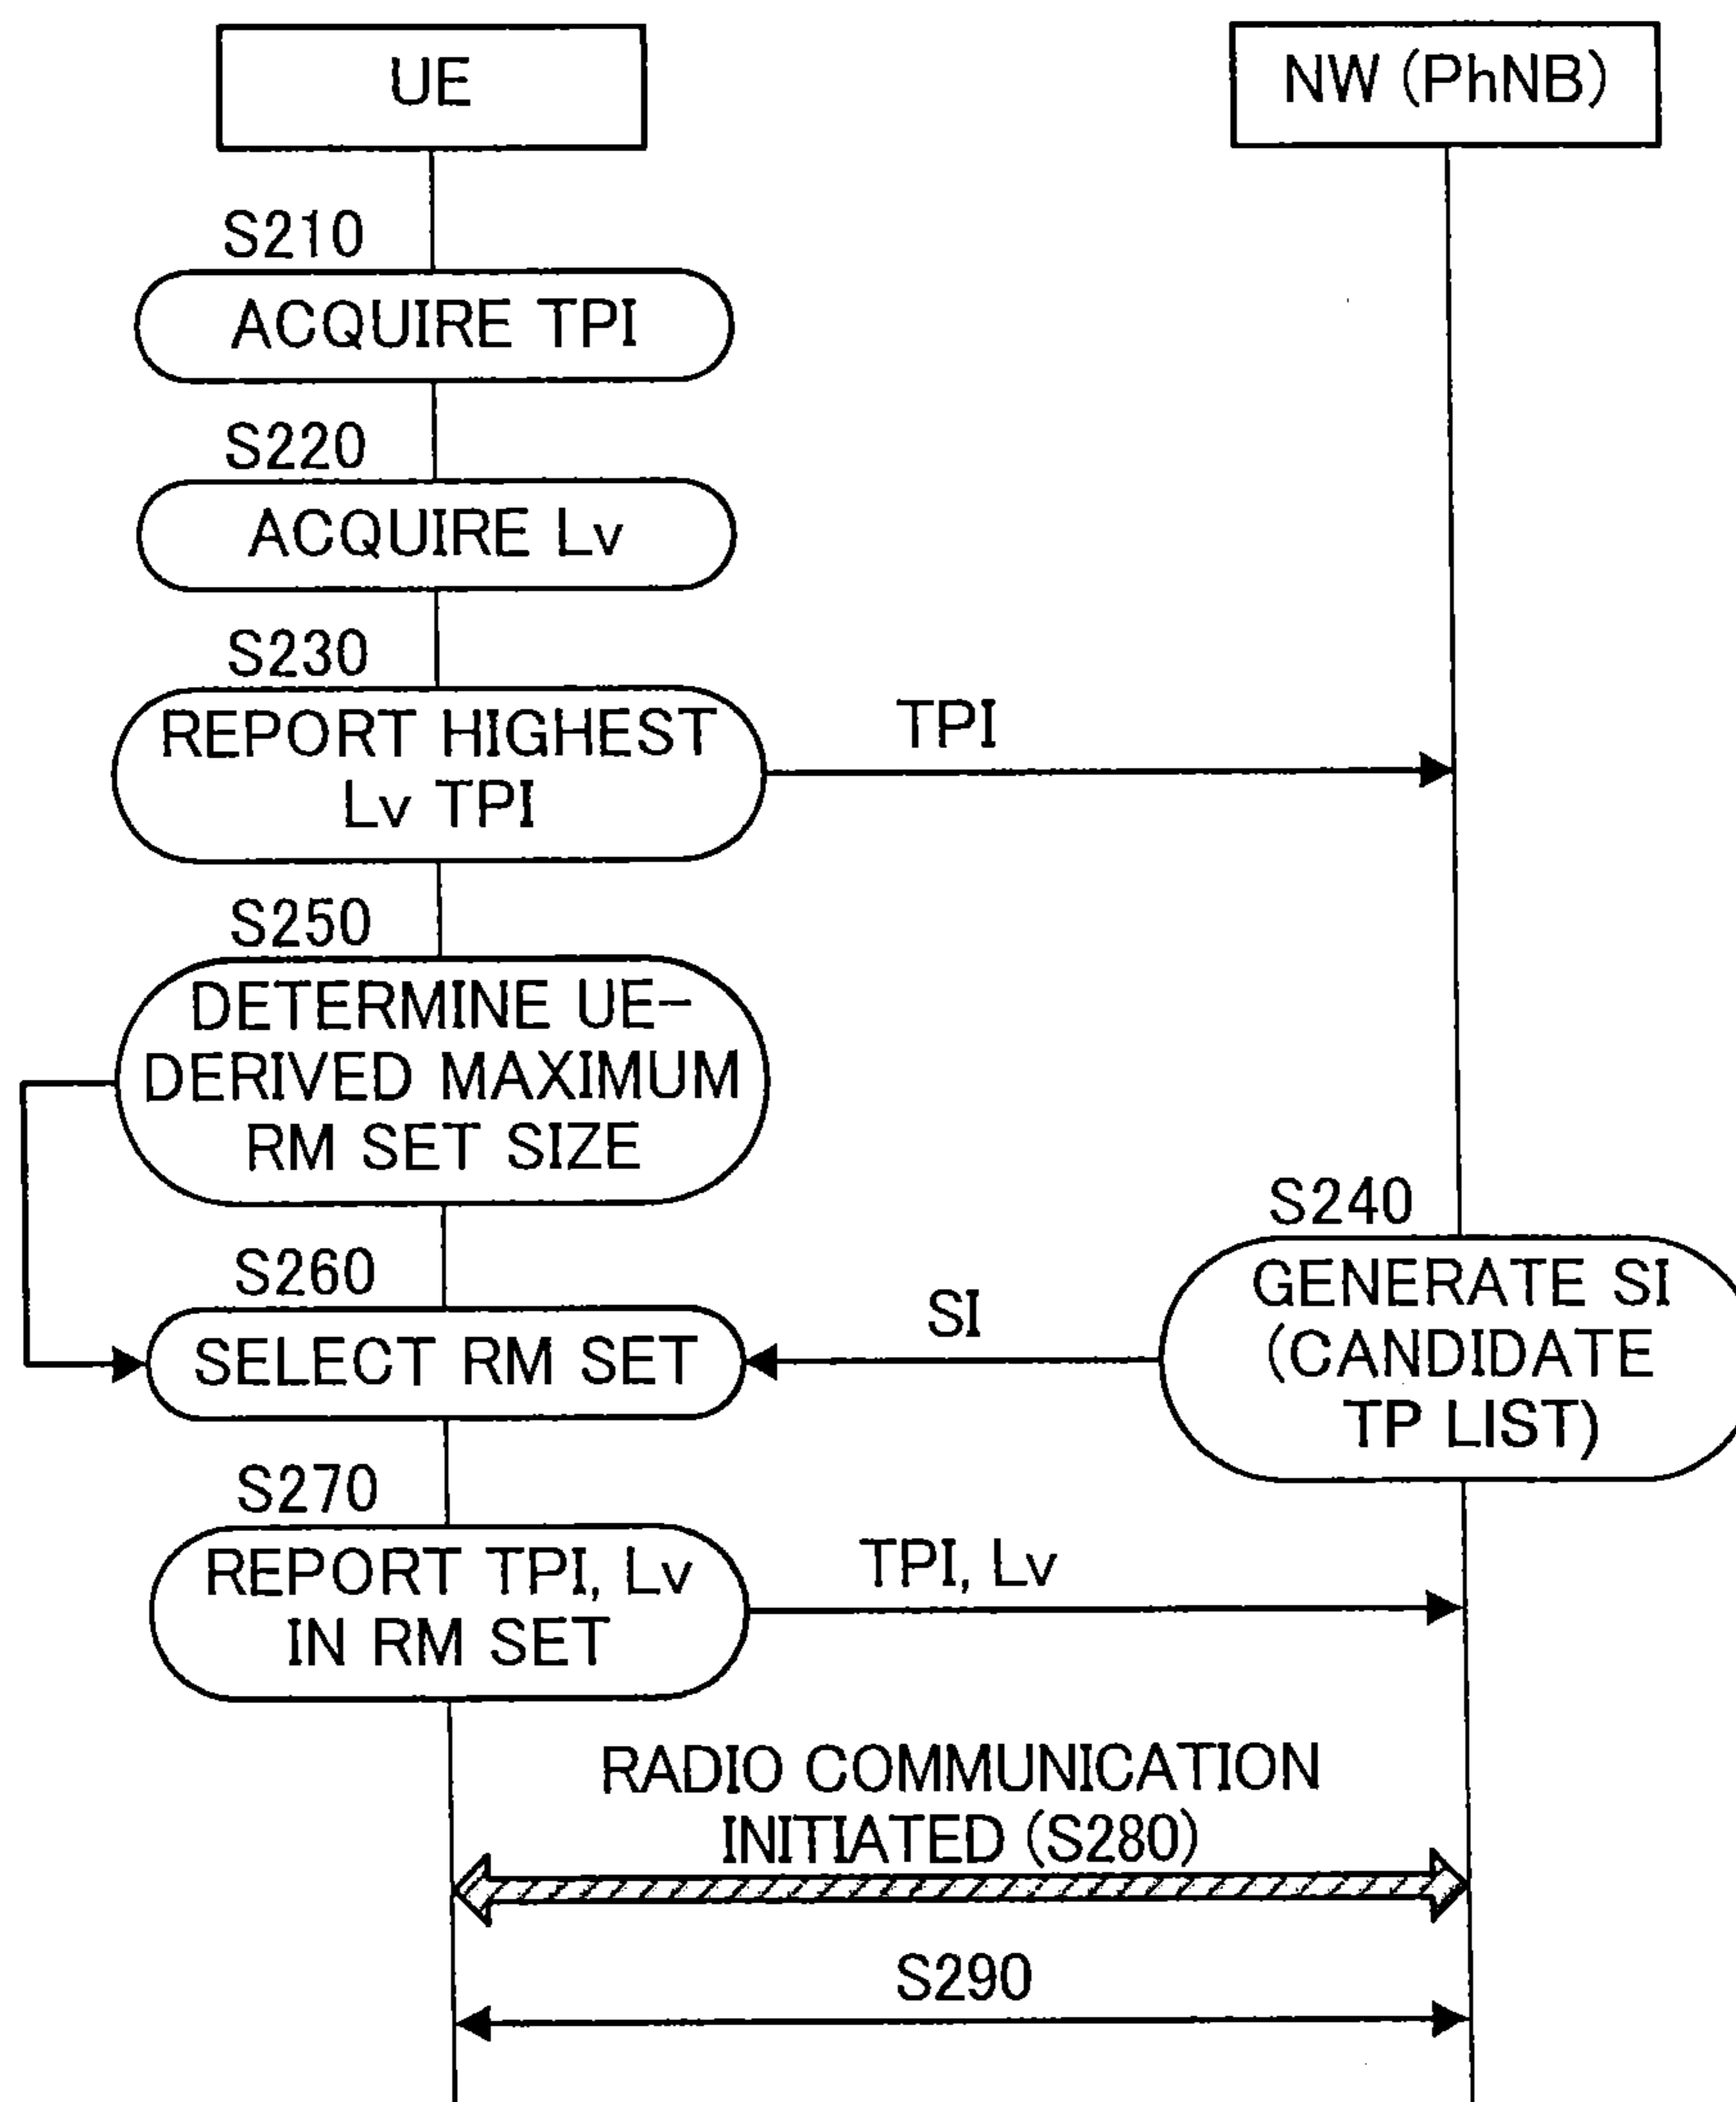 UE
NW (PhNB)
S210
ACQUIRE TPI
S220
ACQUIRE Lv
S230
REPORT HIGHEST
Lv TPI
TPI
S250
DETERMINE UE-
DERIVED MAXIMUM
RM SET SIZE
S240
GENERATE SI
(CANDIDATE
TP LIST)
SI
S260
SELECT RM SET
S270
REPORT TPI, Lv
IN RM SET
TPI, Lv
RADIO COMMUNICATION
INITIATED (S280)
S290